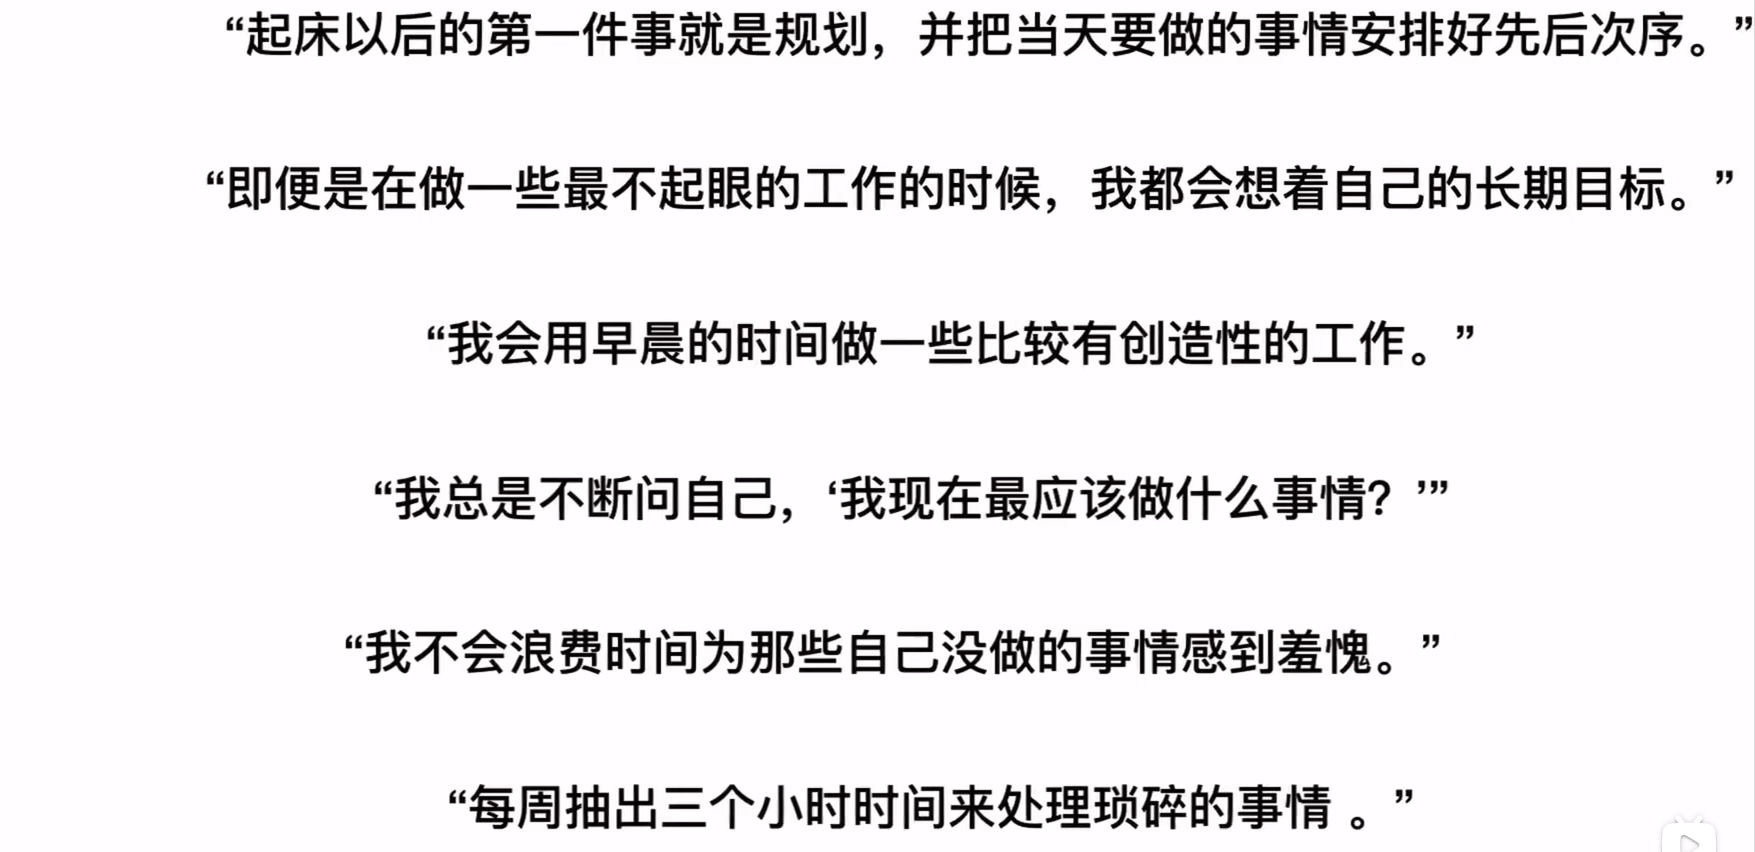 “起床以后的第一件事就是规划，并把当天要做的事情安排好先后次序。”
“即便是在做一些最不起眼的工作的时候，我都会想着自己的长期目标。”
“我会用早晨的时间做一些比较有创造性的工作。”
“我总是不断问自己，‘我现在最应该做什么事情？’”
“我不会浪费时间为那些自己没做的事情感到羞愧。”
“每周抽出三个小时时间来处理琐碎的事情 。”